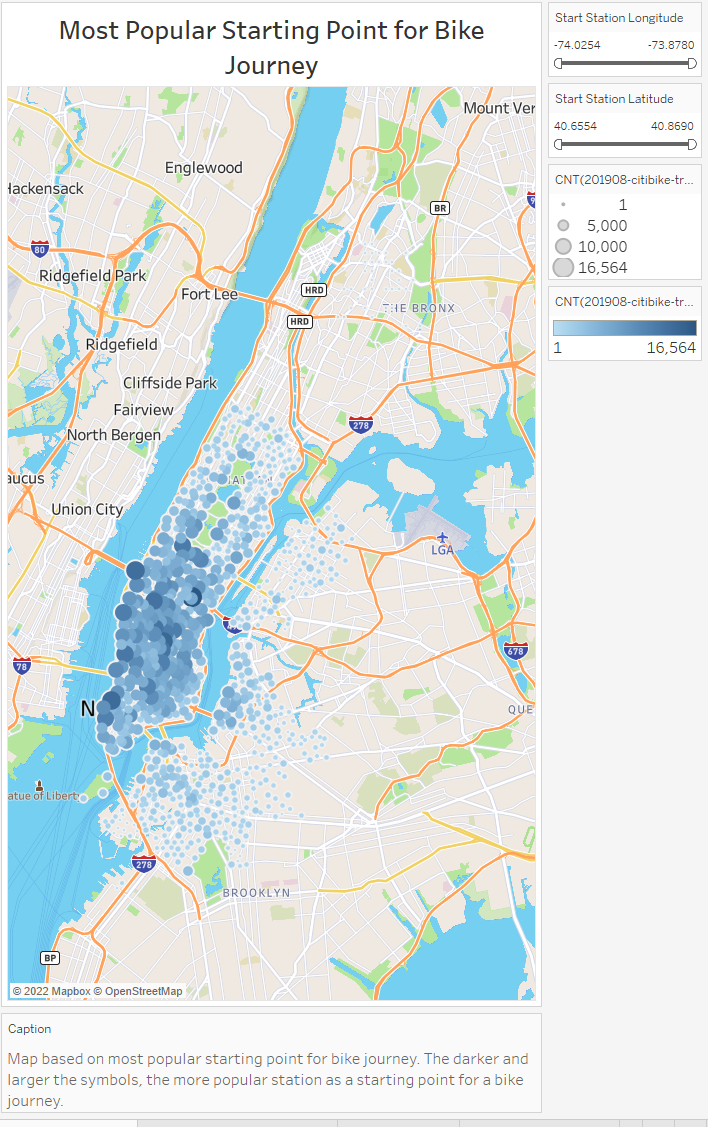 Most Popular Starting Point for Bike
Journey
Start Station Longitude
-74.0254 -73.8780
Start Station Latitude
40.6554 40.8690
CNT(201908-citibike-tr...
1
5,000
10,000
16,564
CNT(201908-citibike-tr...
1 16,564
Mount Ver
Englewood
Hackensack
BR
80
Ridgefield Park
HRD
Fort Lee
THE BRONX
HRD
Ridgefield
Cliffside Park
Fairview
278
North Bergen
aucus
Union City
LGA
678
78
N
QUE
atue of Liberty
278
BROOKLYN
BP
© 2022 Mapbox © OpenStreetMap
Caption
Map based on most popular starting point for bike journey. The darker and
larger the symbols, the more popular station as a starting point for a bike
journey.